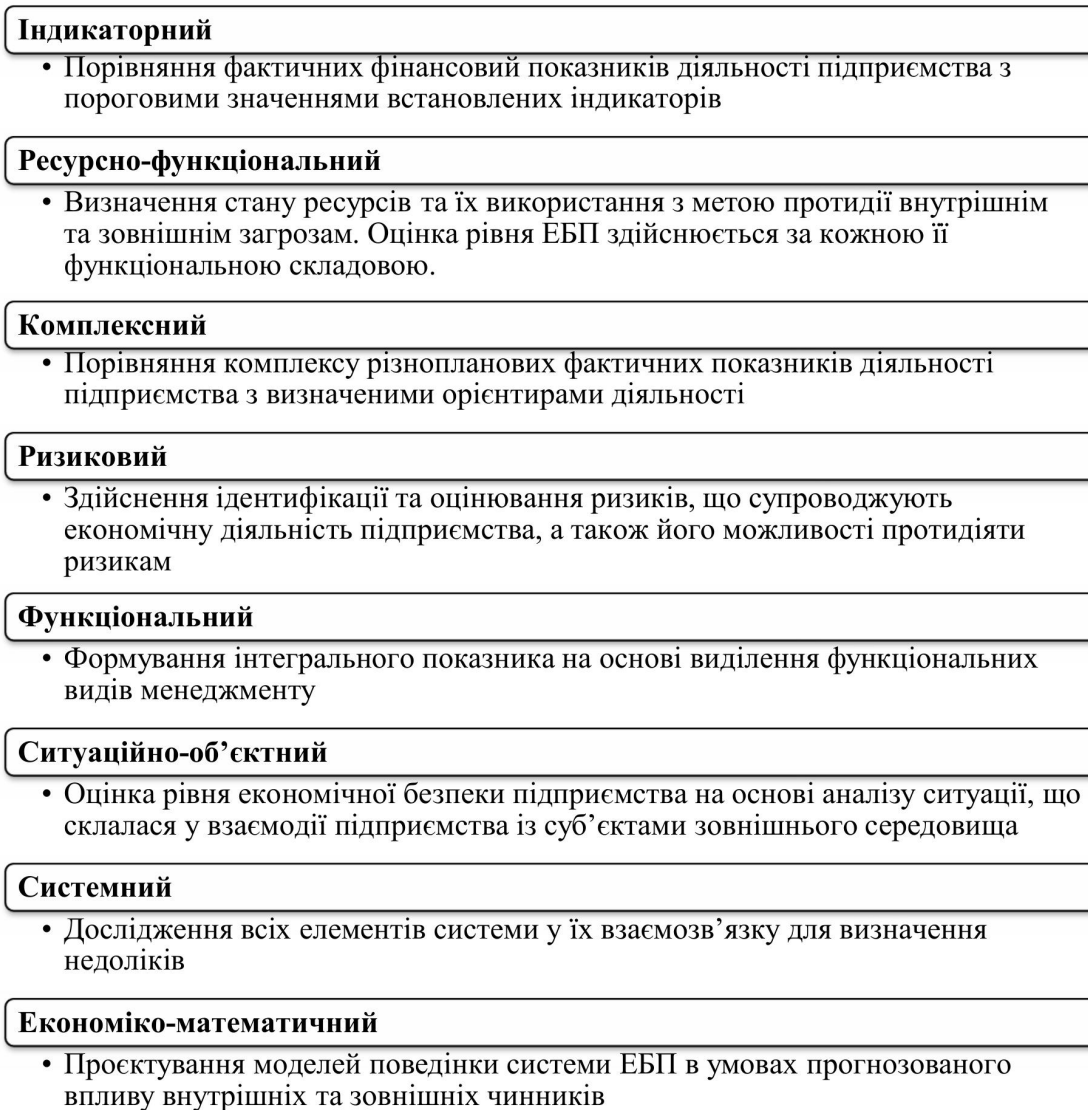 Індикаторний
• Порівняння фактичних фінансовий показників діяльності підприємства з
пороговими значеннями встановлених індикаторів
Ресурсно-функціональний
• Визначення стану ресурсів та їх використання з метою протидії внутрішнім
та зовнішнім загрозам. Оцінка рівня ЕБП здійснюється за кожною її
функціональною складовою.
Комплексний
• Порівняння комплексу різнопланових фактичних показників діяльності
підприємства з визначеними орієнтирами діяльності
Ризиковий
• Здійснення ідентифікації та оцінювання ризиків, що супроводжують
економічну діяльність підприємства, а також його можливості протидіяти
ризикам
Функціональний
• Формування інтегрального показника на основі виділення функціональних
видів менеджменту
Ситуаційно-об’єктний
• Оцінка рівня економічної безпеки підприємства на основі аналізу ситуації, що
склалася у взаємодії підприємства із суб’єктами зовнішнього середовища
Системний
• Дослідження всіх елементів системи у їх взаємозв’язку для визначення
недоліків
Економіко-математичний
• Проєктування моделей поведінки системи ЕБП в умовах прогнозованого
впливу внутрішніх та зовнішніх чинників